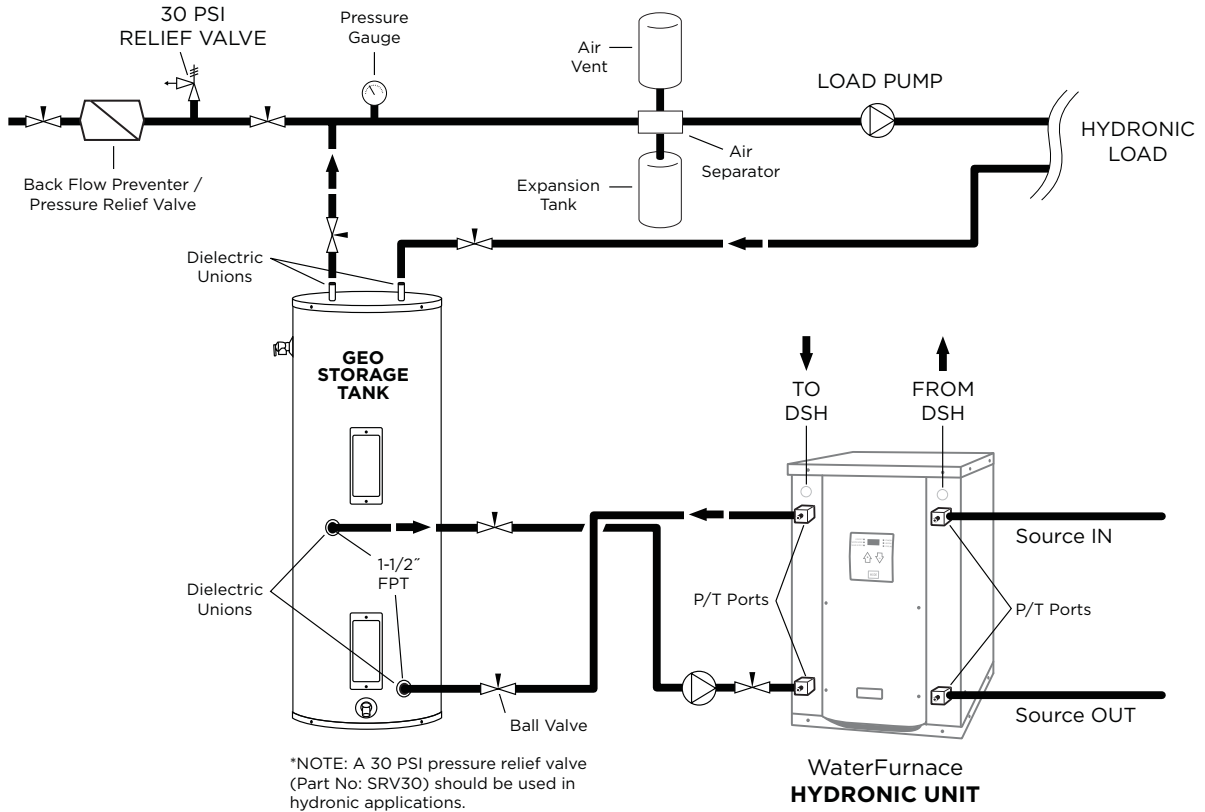 30 PSI
RELIEF VALVE
Pressure
Gauge
Air
Vent
LOAD PUMP
HYDRONIC
LOAD
Back Flow Preventer /
Pressure Relief Valve
Expansion
Tank
Air
Separator
Dielectric
Unions
GEO
STORAGE
TANK
TO
DSH
FROM
DSH
Source IN
1-1/2″
FPT
Dielectric
Unions
P/T Ports
P/T Ports
Source OUT
Ball Valve
*NOTE: A 30 PSI pressure relief valve
(Part No: SRV30) should be used in
hydronic applications.
WaterFurnace
HYDRONIC UNIT